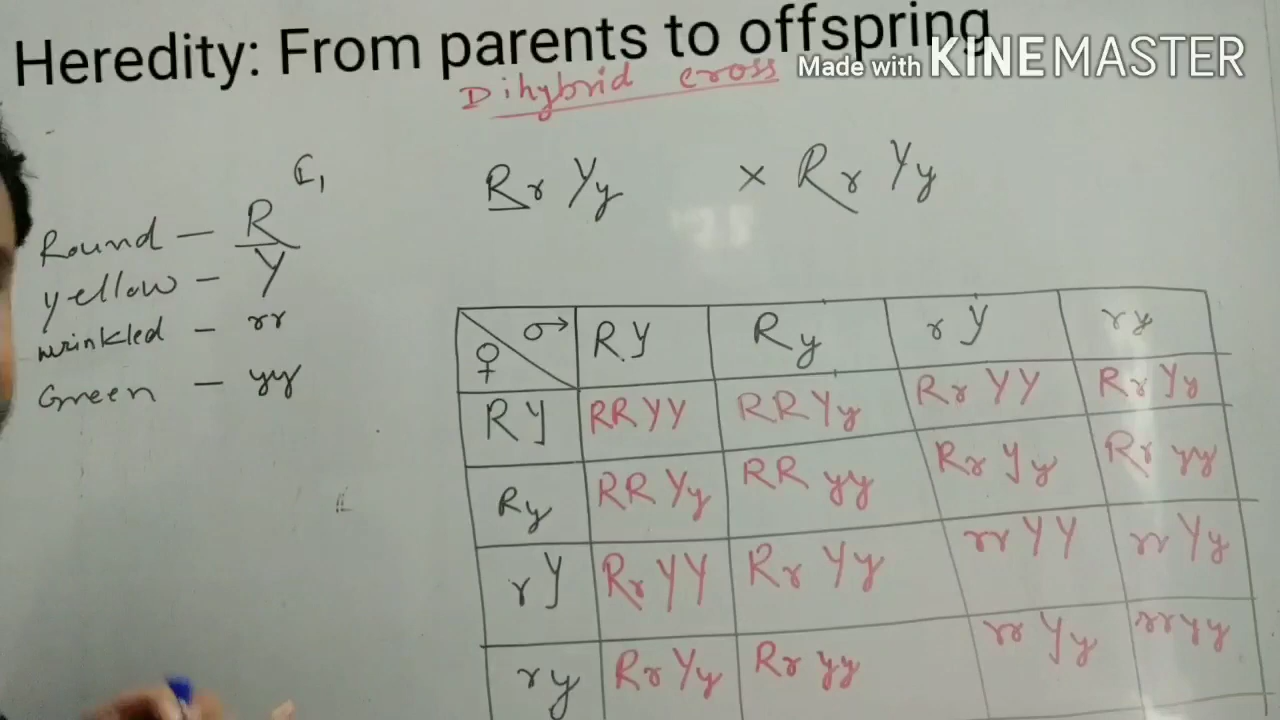 Heredity: From parents to offspring
Made with KINEMASTER
Dihybrid cross
Rr Yy × Rr Yy
Round — R
yellow — Y
wrinkled — rr
Green — yy
♀ ♂ RY Ry rY ry
RY RRYY RRYy RrYY RrYy
Ry RRYy RRyy RrYy Rryy
rY RrYY RrYy rrYY rrYy
ry RrYy Rryy rrYy rryy